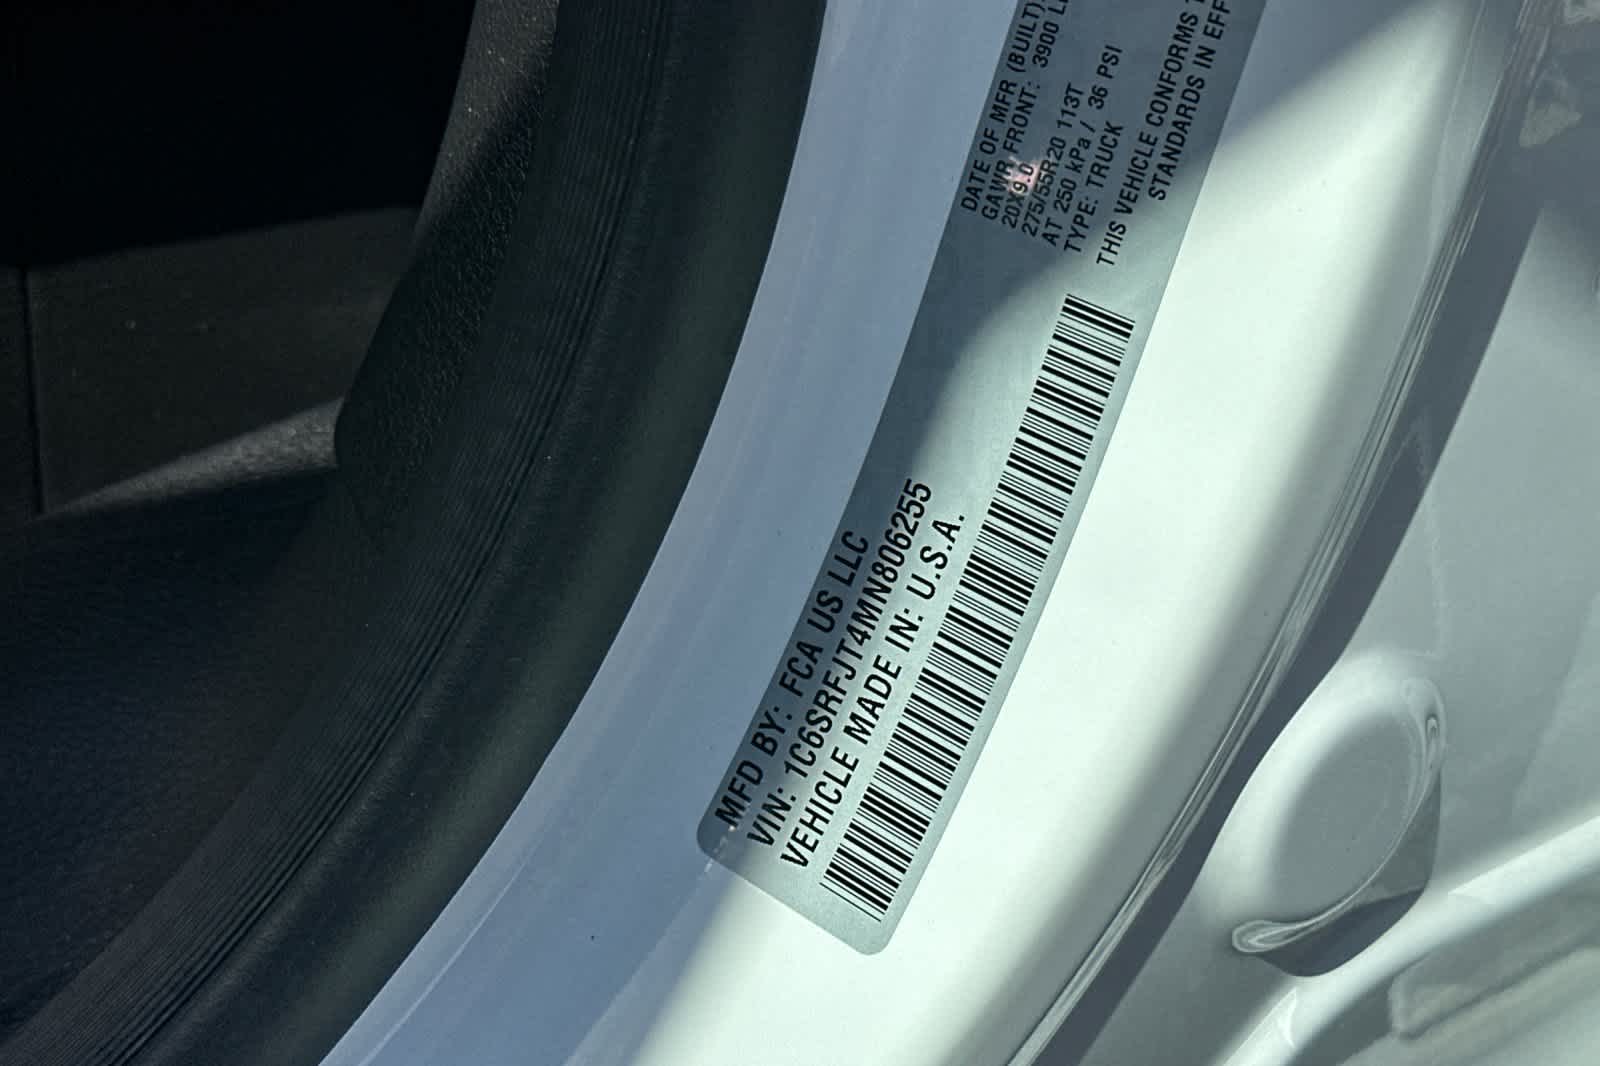 MFD BY: FCA US LLC
VIN: 1C6SRFJT4MN806255
VEHICLE MADE IN: U.S.A.
DATE OF MFR (BUILT)
GAWR FRONT: 3900
20X9.0
275/55R20 113T
AT 250 kPa / 36 PSI
TYPE: TRUCK
THIS VEHICLE CONFORMS
STANDARDS IN